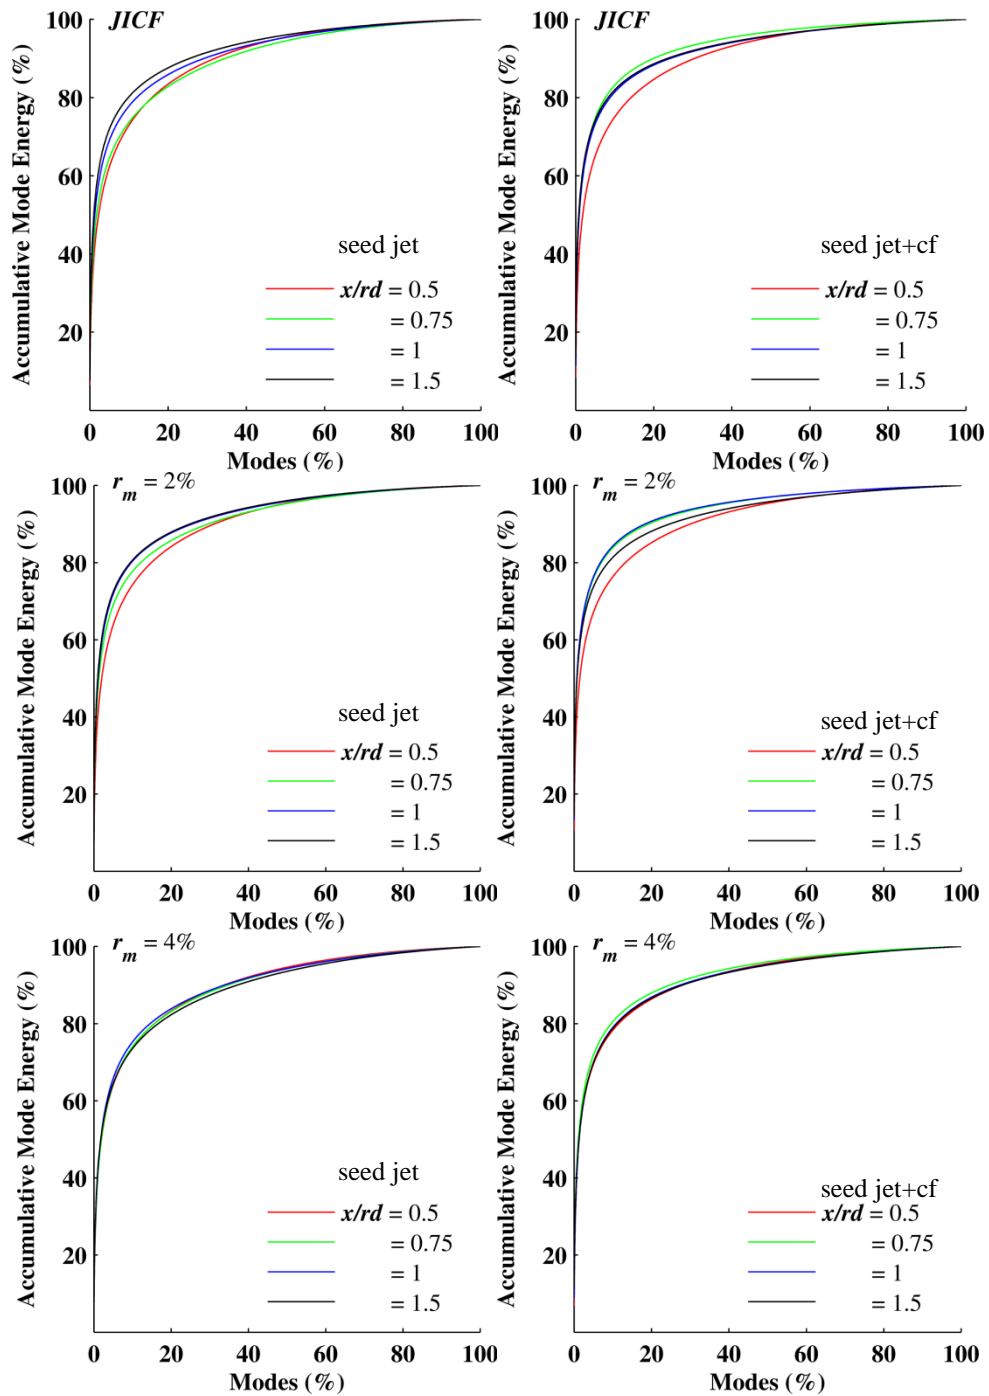 JICF
Accumulative Mode Energy (%)
100
80
60
40
20
seed jet
x/rd = 0.5
= 0.75
= 1
= 1.5
0 20 40 60 80 100
Modes (%)
JICF
Accumulative Mode Energy (%)
100
80
60
40
20
seed jet+cf
x/rd = 0.5
= 0.75
= 1
= 1.5
0 20 40 60 80 100
Modes (%)
r_m = 2%
Accumulative Mode Energy (%)
100
80
60
40
20
seed jet
x/rd = 0.5
= 0.75
= 1
= 1.5
0 20 40 60 80 100
Modes (%)
r_m = 2%
Accumulative Mode Energy (%)
100
80
60
40
20
seed jet+cf
x/rd = 0.5
= 0.75
= 1
= 1.5
0 20 40 60 80 100
Modes (%)
r_m = 4%
Accumulative Mode Energy (%)
100
80
60
40
20
seed jet
x/rd = 0.5
= 0.75
= 1
= 1.5
0 20 40 60 80 100
Modes (%)
r_m = 4%
Accumulative Mode Energy (%)
100
80
60
40
20
seed jet+cf
x/rd = 0.5
= 0.75
= 1
= 1.5
0 20 40 60 80 100
Modes (%)